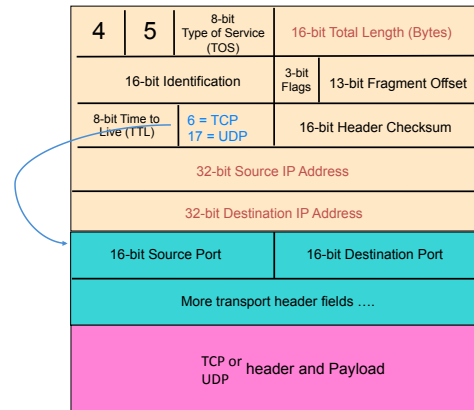 4 5 8-bit
Type of Service
(TOS) 16-bit Total Length (Bytes)
16-bit Identification 3-bit
Flags 13-bit Fragment Offset
8-bit Time to
Live (TTL) 6 = TCP
17 = UDP 16-bit Header Checksum
32-bit Source IP Address
32-bit Destination IP Address
16-bit Source Port 16-bit Destination Port
More transport header fields ....
TCP or
UDP header and Payload